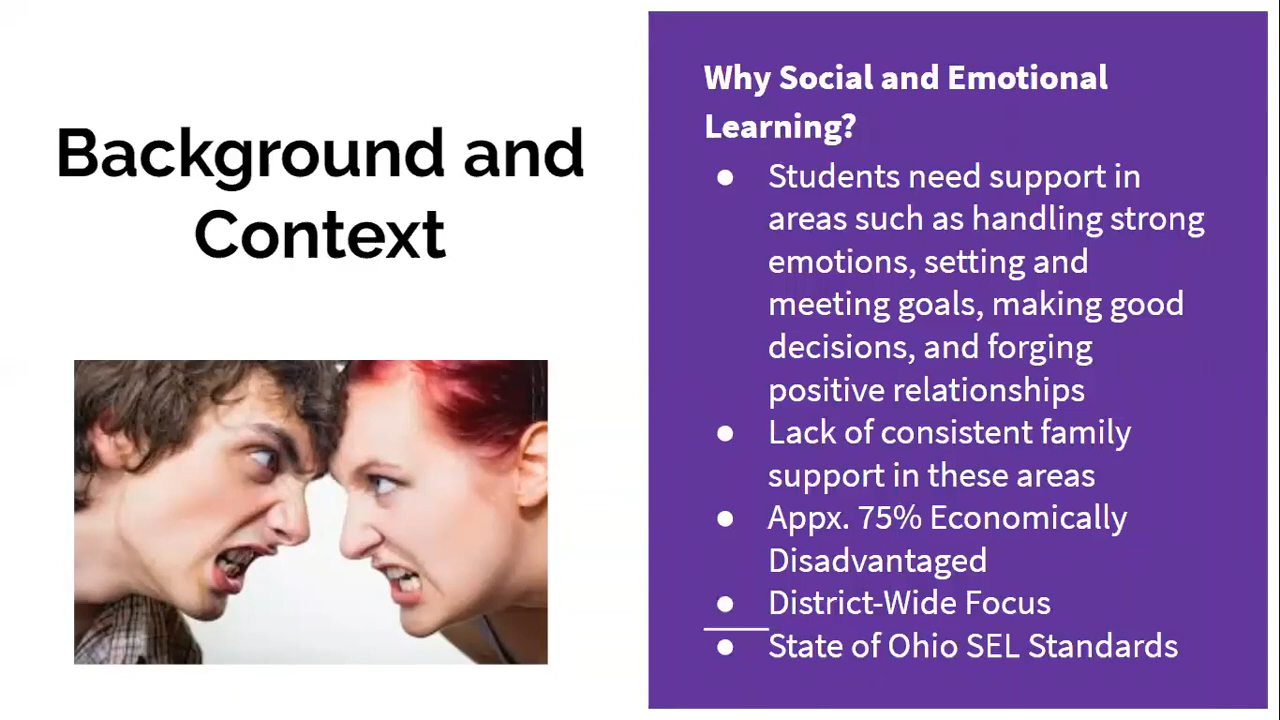 Background and
Context
Why Social and Emotional
Learning?
● Students need support in
areas such as handling strong
emotions, setting and
meeting goals, making good
decisions, and forging
positive relationships
● Lack of consistent family
support in these areas
● Appx. 75% Economically
Disadvantaged
● District-Wide Focus
● State of Ohio SEL Standards